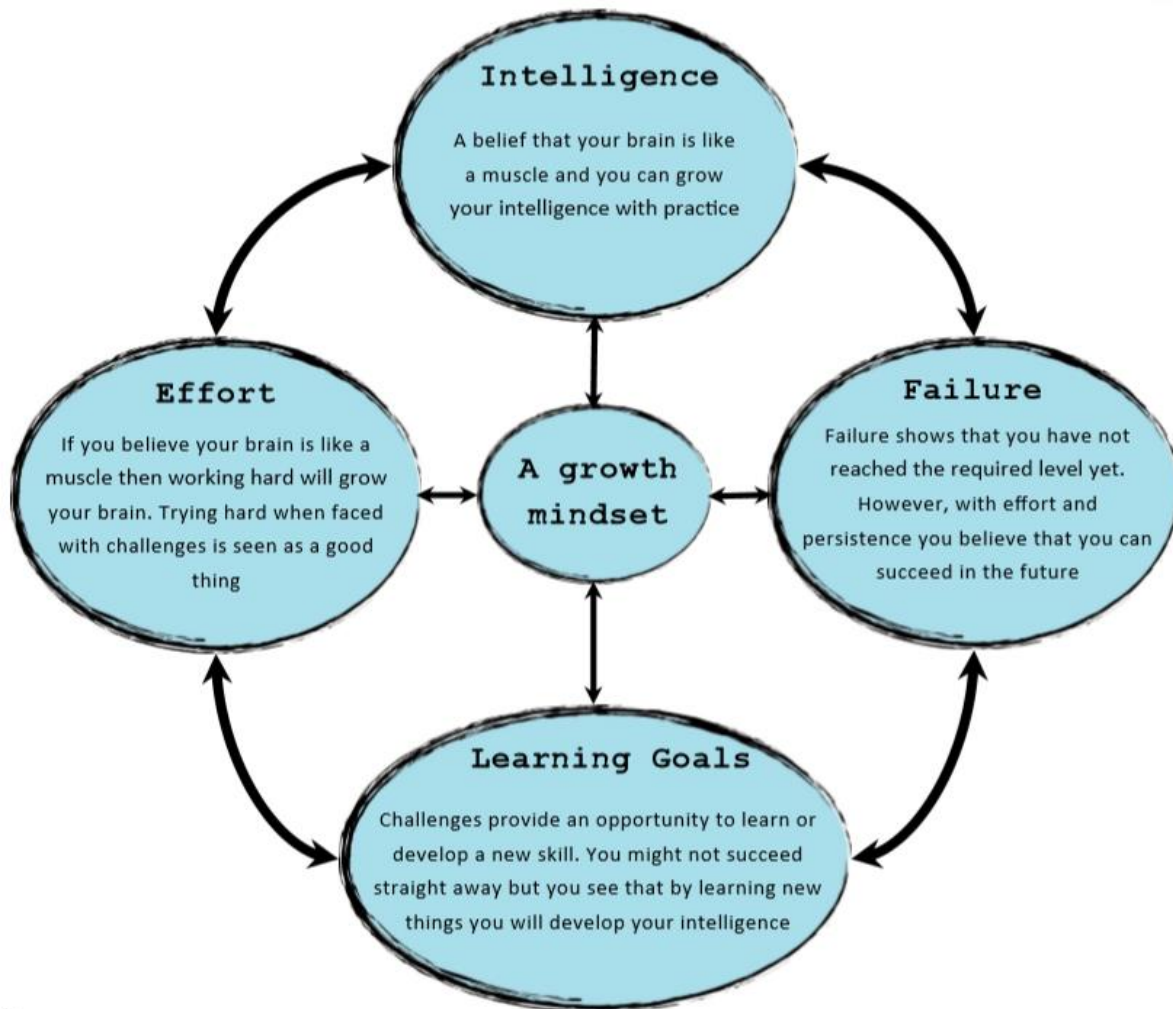 Intelligence
A belief that your brain is like
a muscle and you can grow
your intelligence with practice
Effort
If you believe your brain is like a
muscle then working hard will grow
your brain. Trying hard when faced
with challenges is seen as a good
thing
A growth
mindset
Failure
Failure shows that you have not
reached the required level yet.
However, with effort and
persistence you believe that you can
succeed in the future
Learning Goals
Challenges provide an opportunity to learn or
develop a new skill. You might not succeed
straight away but you see that by learning new
things you will develop your intelligence